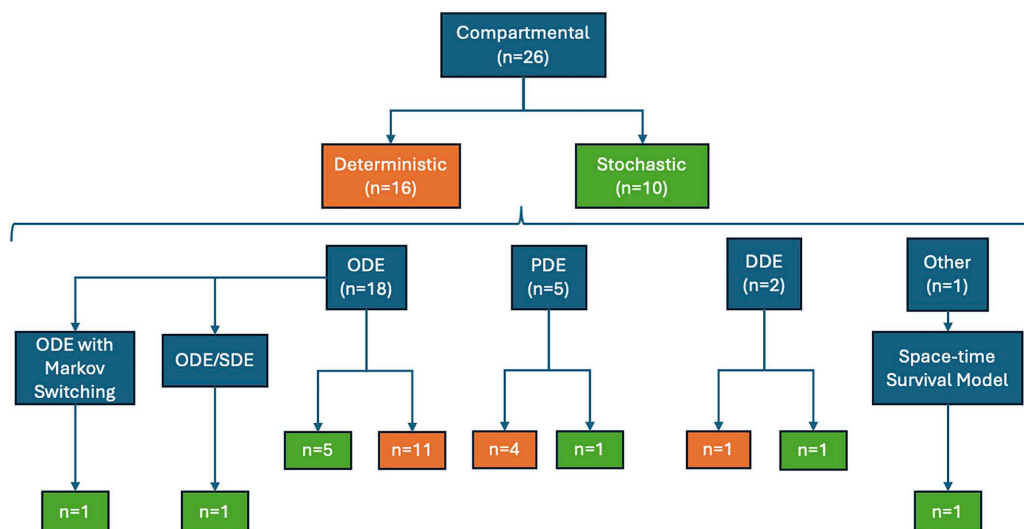 Compartmental
(n=26)
Deterministic
(n=16)
Stochastic
(n=10)
ODE
(n=18)
PDE
(n=5)
DDE
(n=2)
Other
(n=1)
ODE with
Markov
Switching
ODE/SDE
Space-time
Survival Model
n=5
n=11
n=4
n=1
n=1
n=1
n=1
n=1
n=1